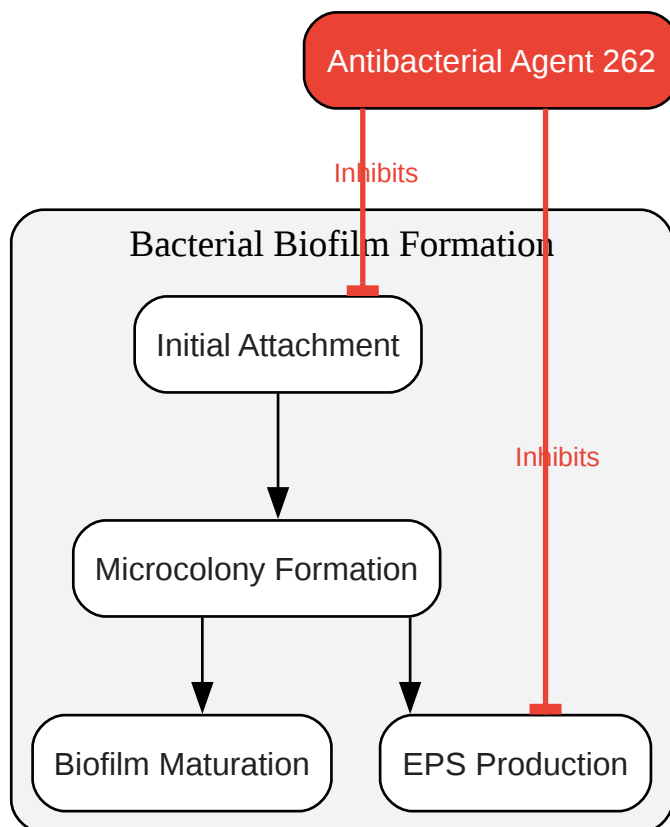 Antibacterial Agent 262
Inhibits
Bacterial Biofilm Formation
Initial Attachment
Inhibits
Microcolony Formation
Biofilm Maturation
EPS Production